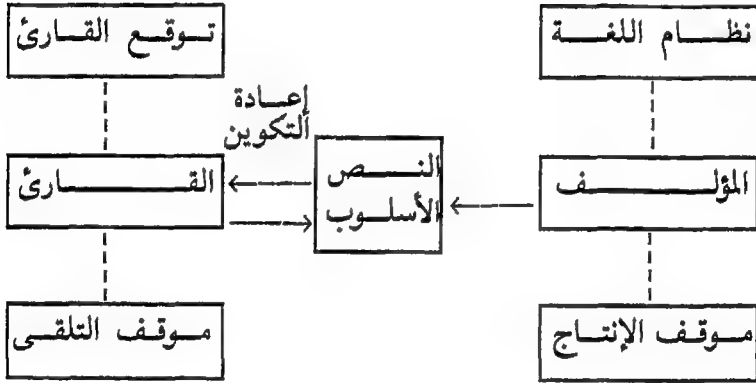 نظام اللغة
توقع القارئ
إعادة
التكوين
المؤلف
النص
الأسلوب
القارئ
موقف الإنتاج
موقف التلقى